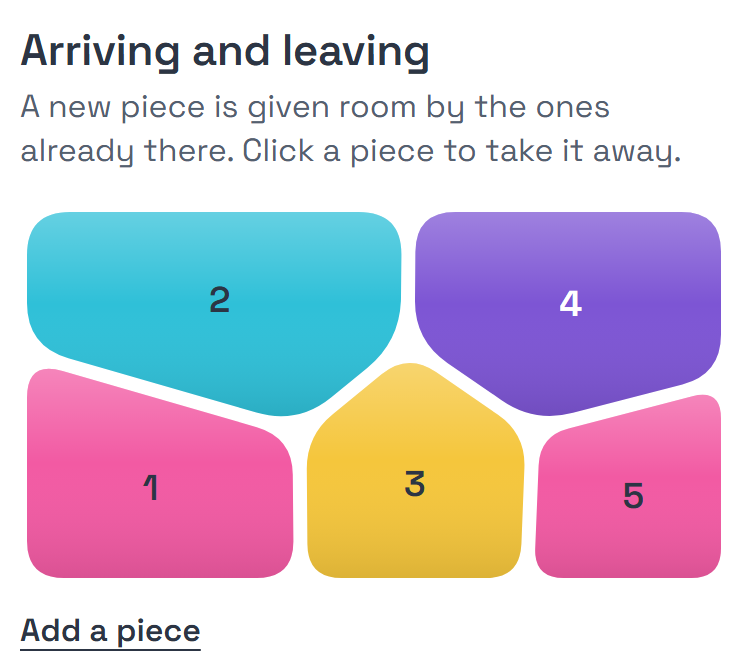 Arriving and leaving
A new piece is given room by the ones
already there. Click a piece to take it away.
2
4
1
3
5
Add a piece